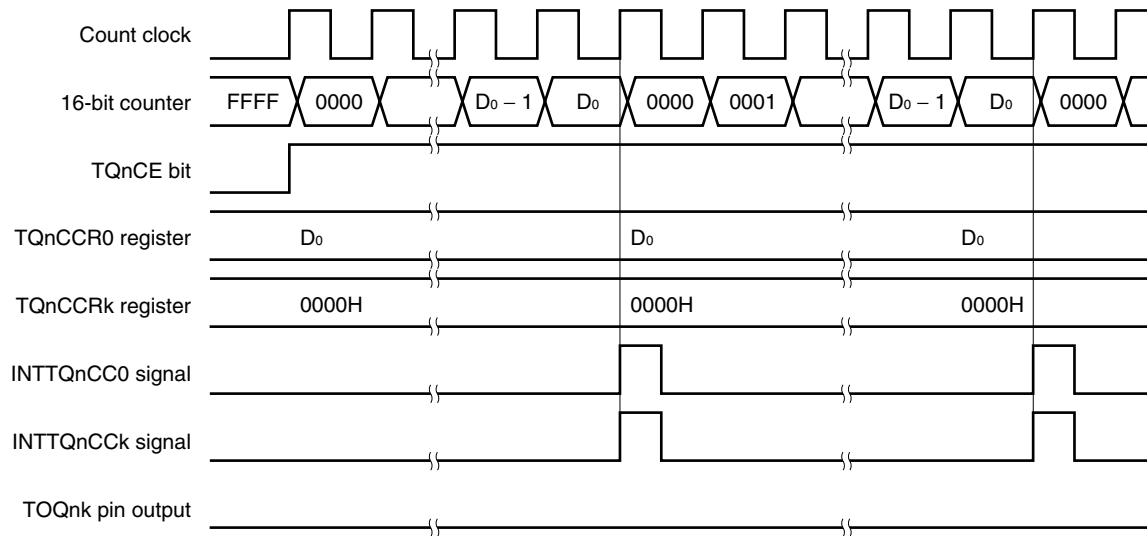 Count clock
16-bit counter FFFF 0000 D₀ − 1 D₀ 0000 0001 D₀ − 1 D₀ 0000
TQnCE bit
TQnCCR0 register D₀ D₀ D₀
TQnCCRk register 0000H 0000H 0000H
INTTQnCC0 signal
INTTQnCCk signal
TOQnk pin output